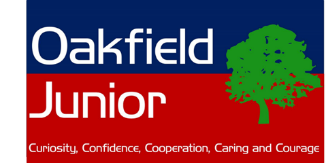 Oakfield
Junior
Curiosity, Confidence, Cooperation, Caring and Courage